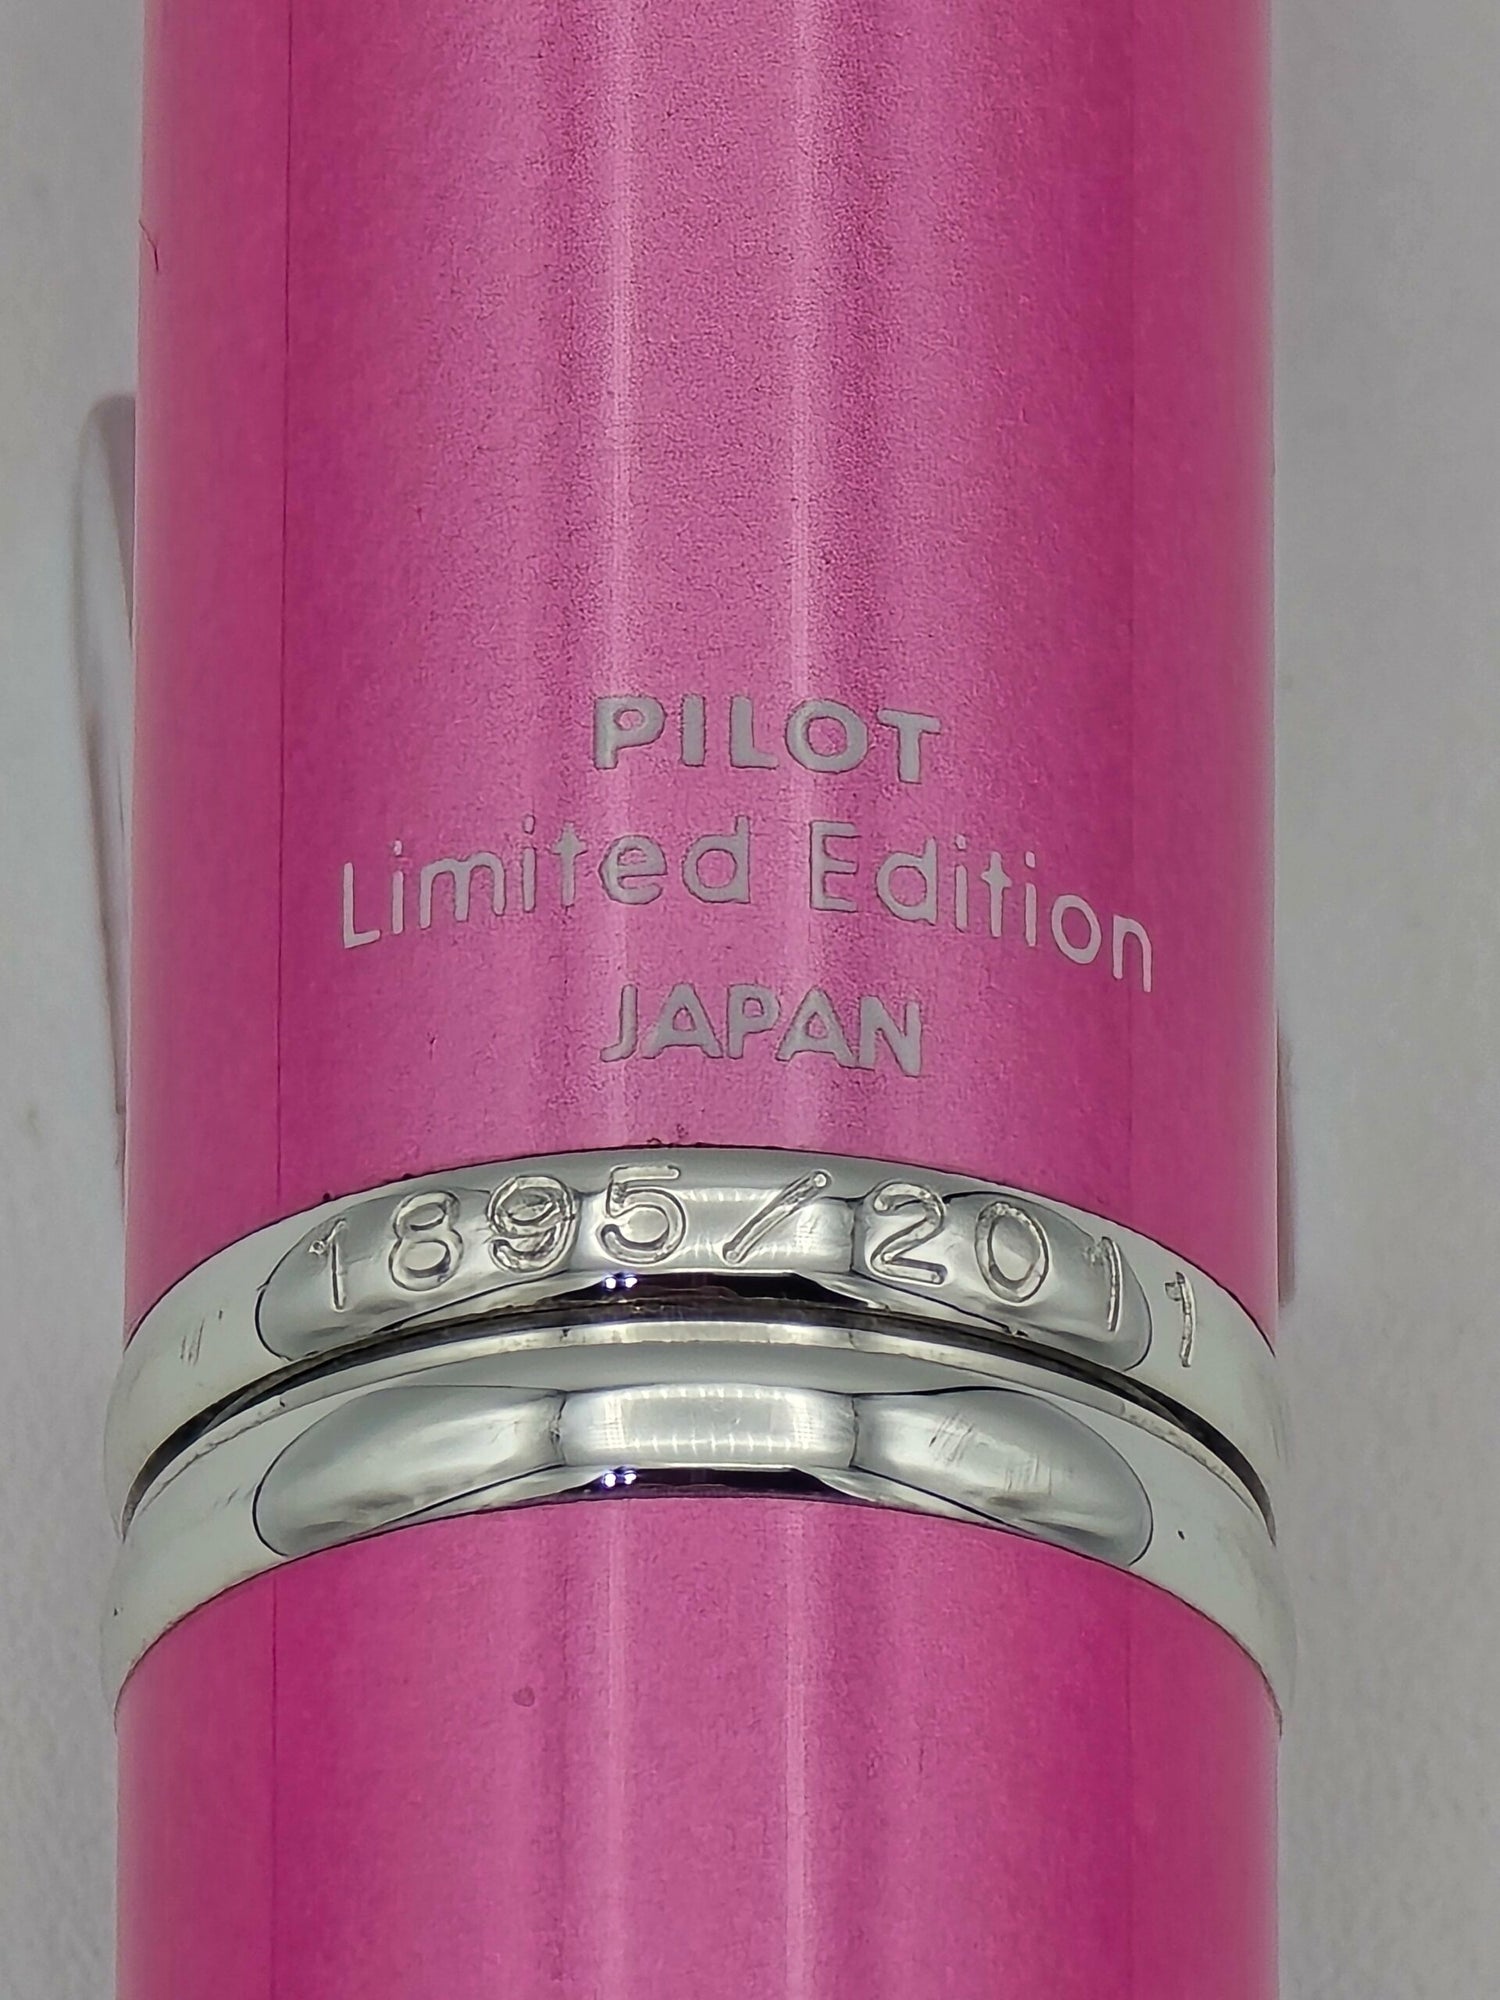 PILOT
Limited Edition
JAPAN
1895/2011